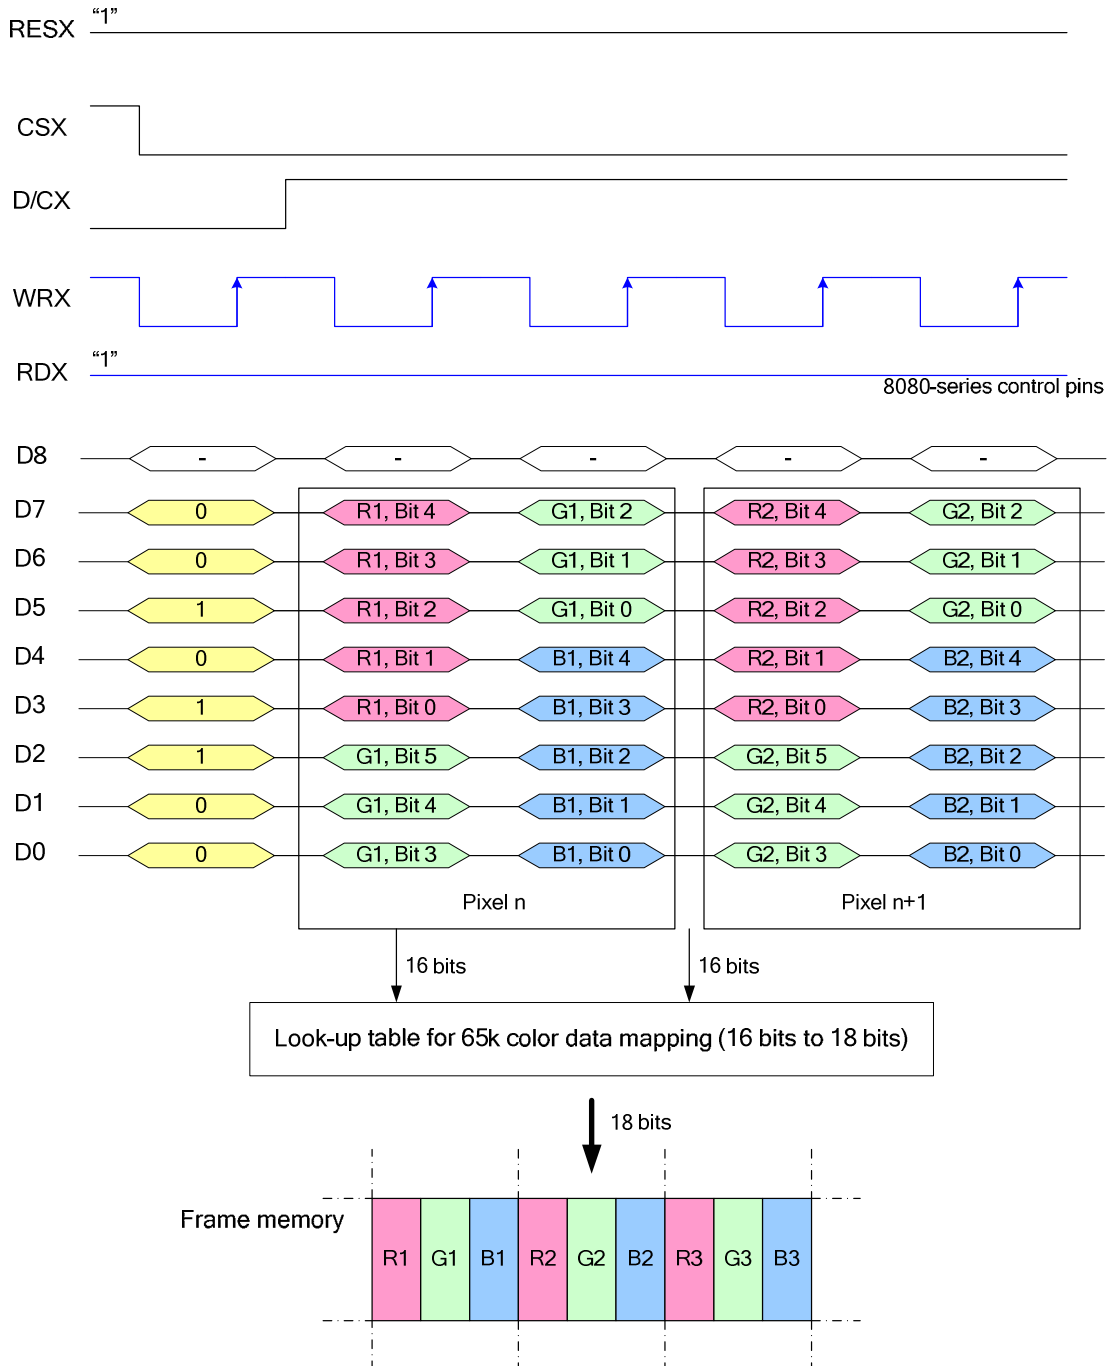 RESX “1”
CSX
D/CX
WRX
RDX “1”
8080-series control pins
D8 - - - - -
D7 0 R1, Bit 4 G1, Bit 2 R2, Bit 4 G2, Bit 2
D6 0 R1, Bit 3 G1, Bit 1 R2, Bit 3 G2, Bit 1
D5 1 R1, Bit 2 G1, Bit 0 R2, Bit 2 G2, Bit 0
D4 0 R1, Bit 1 B1, Bit 4 R2, Bit 1 B2, Bit 4
D3 1 R1, Bit 0 B1, Bit 3 R2, Bit 0 B2, Bit 3
D2 1 G1, Bit 5 B1, Bit 2 G2, Bit 5 B2, Bit 2
D1 0 G1, Bit 4 B1, Bit 1 G2, Bit 4 B2, Bit 1
D0 0 G1, Bit 3 B1, Bit 0 G2, Bit 3 B2, Bit 0
Pixel n Pixel n+1
16 bits 16 bits
Look-up table for 65k color data mapping (16 bits to 18 bits)
18 bits
Frame memory
R1 G1 B1 R2 G2 B2 R3 G3 B3